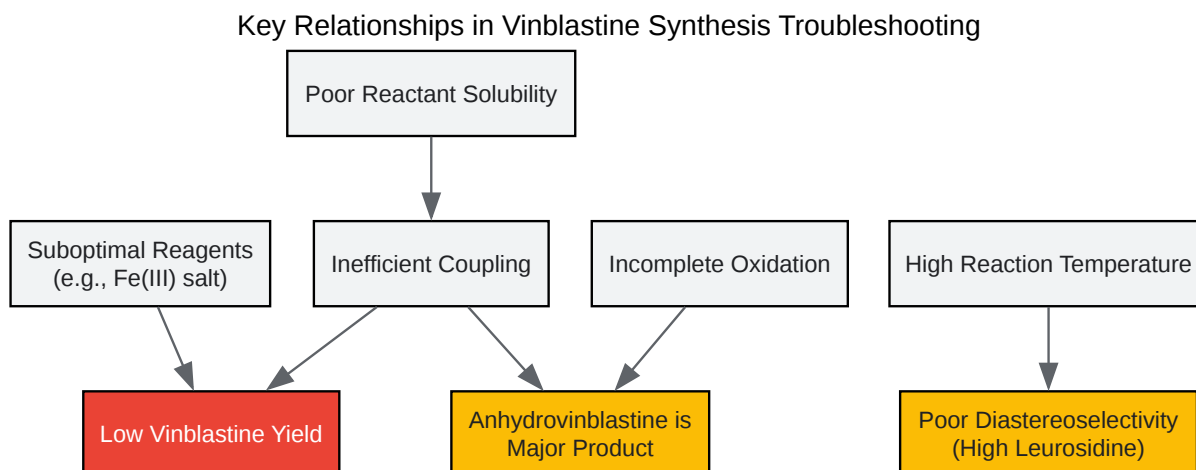 Key Relationships in Vinblastine Synthesis Troubleshooting
Poor Reactant Solubility
Suboptimal Reagents
(e.g., Fe(III) salt)
Inefficient Coupling
Incomplete Oxidation
High Reaction Temperature
Low Vinblastine Yield
Anhydrovinblastine is
Major Product
Poor Diastereoselectivity
(High Leurosidine)